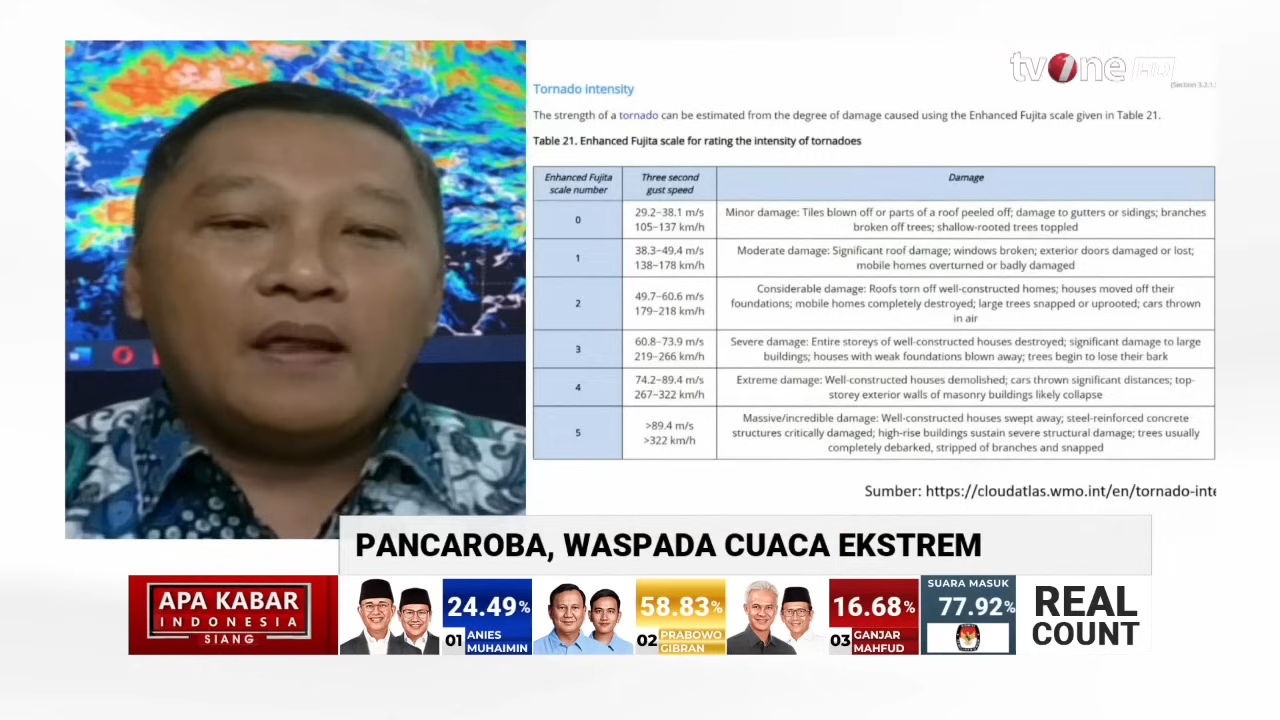 tvOne HD
Tornado intensity
(Section 3.2.1.
The strength of a tornado can be estimated from the degree of damage caused using the Enhanced Fujita scale given in Table 21.
Table 21. Enhanced Fujita scale for rating the intensity of tornadoes
Enhanced Fujita
scale number
Three second
gust speed
Damage
0
29.2–38.1 m/s
105–137 km/h
Minor damage: Tiles blown off or parts of a roof peeled off; damage to gutters or sidings; branches
broken off trees; shallow-rooted trees toppled
1
38.3–49.4 m/s
138–178 km/h
Moderate damage: Significant roof damage; windows broken; exterior doors damaged or lost;
mobile homes overturned or badly damaged
2
49.7–60.6 m/s
179–218 km/h
Considerable damage: Roofs torn off well-constructed homes; houses moved off their
foundations; mobile homes completely destroyed; large trees snapped or uprooted; cars thrown
in air
3
60.8–73.9 m/s
219–266 km/h
Severe damage: Entire storeys of well-constructed houses destroyed; significant damage to large
buildings; houses with weak foundations blown away; trees begin to lose their bark
4
74.2–89.4 m/s
267–322 km/h
Extreme damage: Well-constructed houses demolished; cars thrown significant distances; top-
storey exterior walls of masonry buildings likely collapse
5
>89.4 m/s
>322 km/h
Massive/incredible damage: Well-constructed houses swept away; steel-reinforced concrete
structures critically damaged; high-rise buildings sustain severe structural damage; trees usually
completely debarked, stripped of branches and snapped
Sumber: https://cloudatlas.wmo.int/en/tornado-inte
PANCAROBA, WASPADA CUACA EKSTREM
APA KABAR
INDONESIA
SIANG
24.49%
01 ANIES
MUHAIMIN
58.83%
02 PRABOWO
GIBRAN
16.68%
03 GANJAR
MAHFUD
SUARA MASUK
77.92%
REAL
COUNT